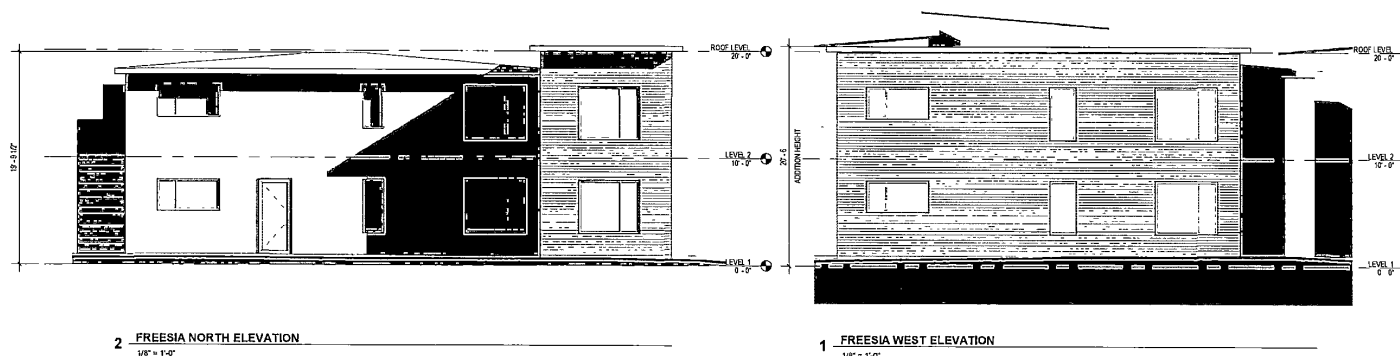 ROOF LEVEL
20' - 0"
19' - 9 1/2"
LEVEL 2
10' - 0"
LEVEL 1
0' - 0"
2 FREESIA NORTH ELEVATION
1/8" = 1'-0"
ROOF LEVEL
20' - 0"
20' - 6
ADDITION HEIGHT
LEVEL 2
10' - 0"
LEVEL 1
0' 0"
1 FREESIA WEST ELEVATION
1/8" = 1'-0"